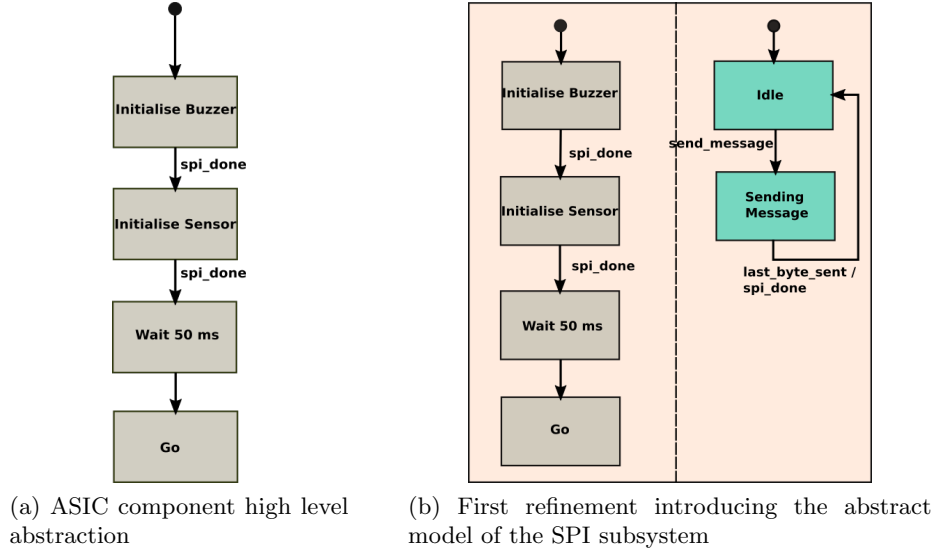 Initialise Buzzer
spi_done
Initialise Sensor
spi_done
Wait 50 ms
Go
(a) ASIC component high level
abstraction
Initialise Buzzer
spi_done
Initialise Sensor
spi_done
Wait 50 ms
Go
Idle
send_message
Sending
Message
last_byte_sent /
spi_done
(b) First refinement introducing the abstract
model of the SPI subsystem